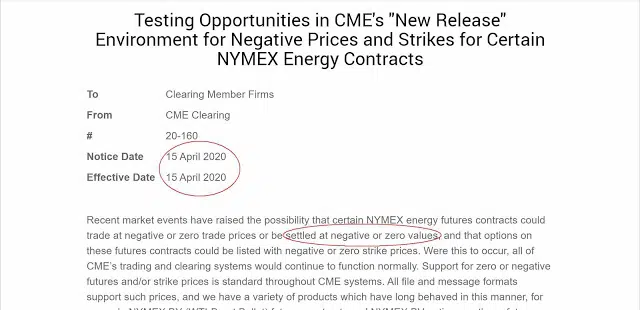 Testing Opportunities in CME's "New Release"
Environment for Negative Prices and Strikes for Certain
NYMEX Energy Contracts
To Clearing Member Firms
From CME Clearing
# 20-160
Notice Date 15 April 2020
Effective Date 15 April 2020
Recent market events have raised the possibility that certain NYMEX energy futures contracts could
trade at negative or zero trade prices or be settled at negative or zero values, and that options on
these futures contracts could be listed with negative or zero strike prices. Were this to occur, all of
CME's trading and clearing systems would continue to function normally. Support for zero or negative
futures and/or strike prices is standard throughout CME systems. All file and message formats
support such prices, and we have a variety of products which have long behaved in this manner, for